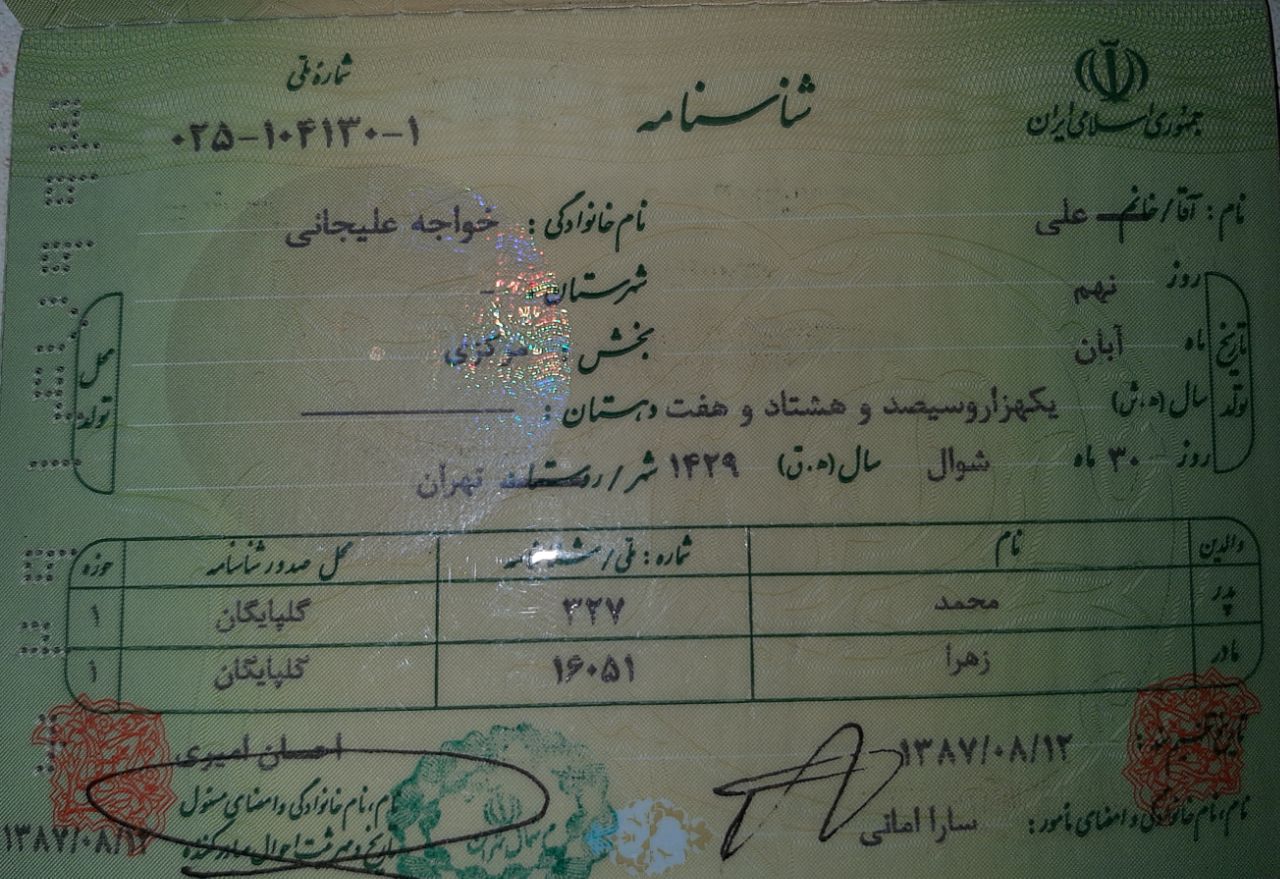 جمهوری اسلامی ایران
شناسنامه
شماره ملی
۰۲۵-۱۰۴۱۳۰-۱
نام: آقا/خانم علی
نام خانوادگی: خواجه علیجانی
تاریخ تولد
روز نهم
ماه آبان
سال (ه.ش) یکهزاروسیصد و هشتاد و هفت
روز ۳۰ ماه شوال سال (ه.ق) ۱۴۲۹
محل تولد
شهرستان: -
بخش: مرکزی
دهستان:
شهر/روستا تهران
والدین نام شماره: ملی/شناسنامه محل صدور شناسنامه حوزه
پدر محمد ۳۲۷ گلپایگان ۱
مادر زهرا ۱۶۰۵۱ گلپایگان ۱
تاریخ تنظیم سند: ۱۳۸۷/۰۸/۱۲
نام، نام خانوادگی و امضای مأمور: سارا امانی
احسان امیری
نام، نام خانوادگی و امضای مسئول
تاریخ و مهر ثبت احوال صادرکننده
۱۳۸۷/۰۸/۱۲